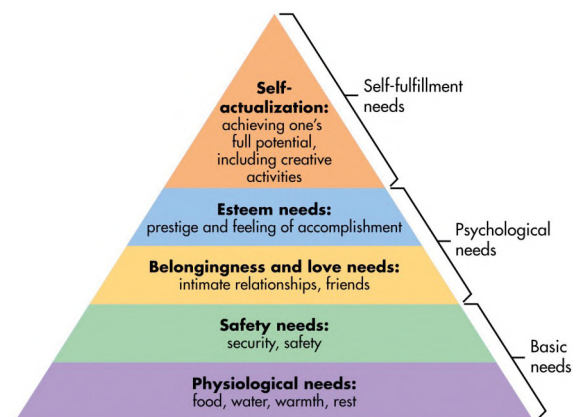 Self-
actualization:
achieving one's
full potential,
including creative
activities
Self-fulfillment
needs
Esteem needs:
prestige and feeling of accomplishment
Psychological
needs
Belongingness and love needs:
intimate relationships, friends
Safety needs:
security, safety
Basic
needs
Physiological needs:
food, water, warmth, rest